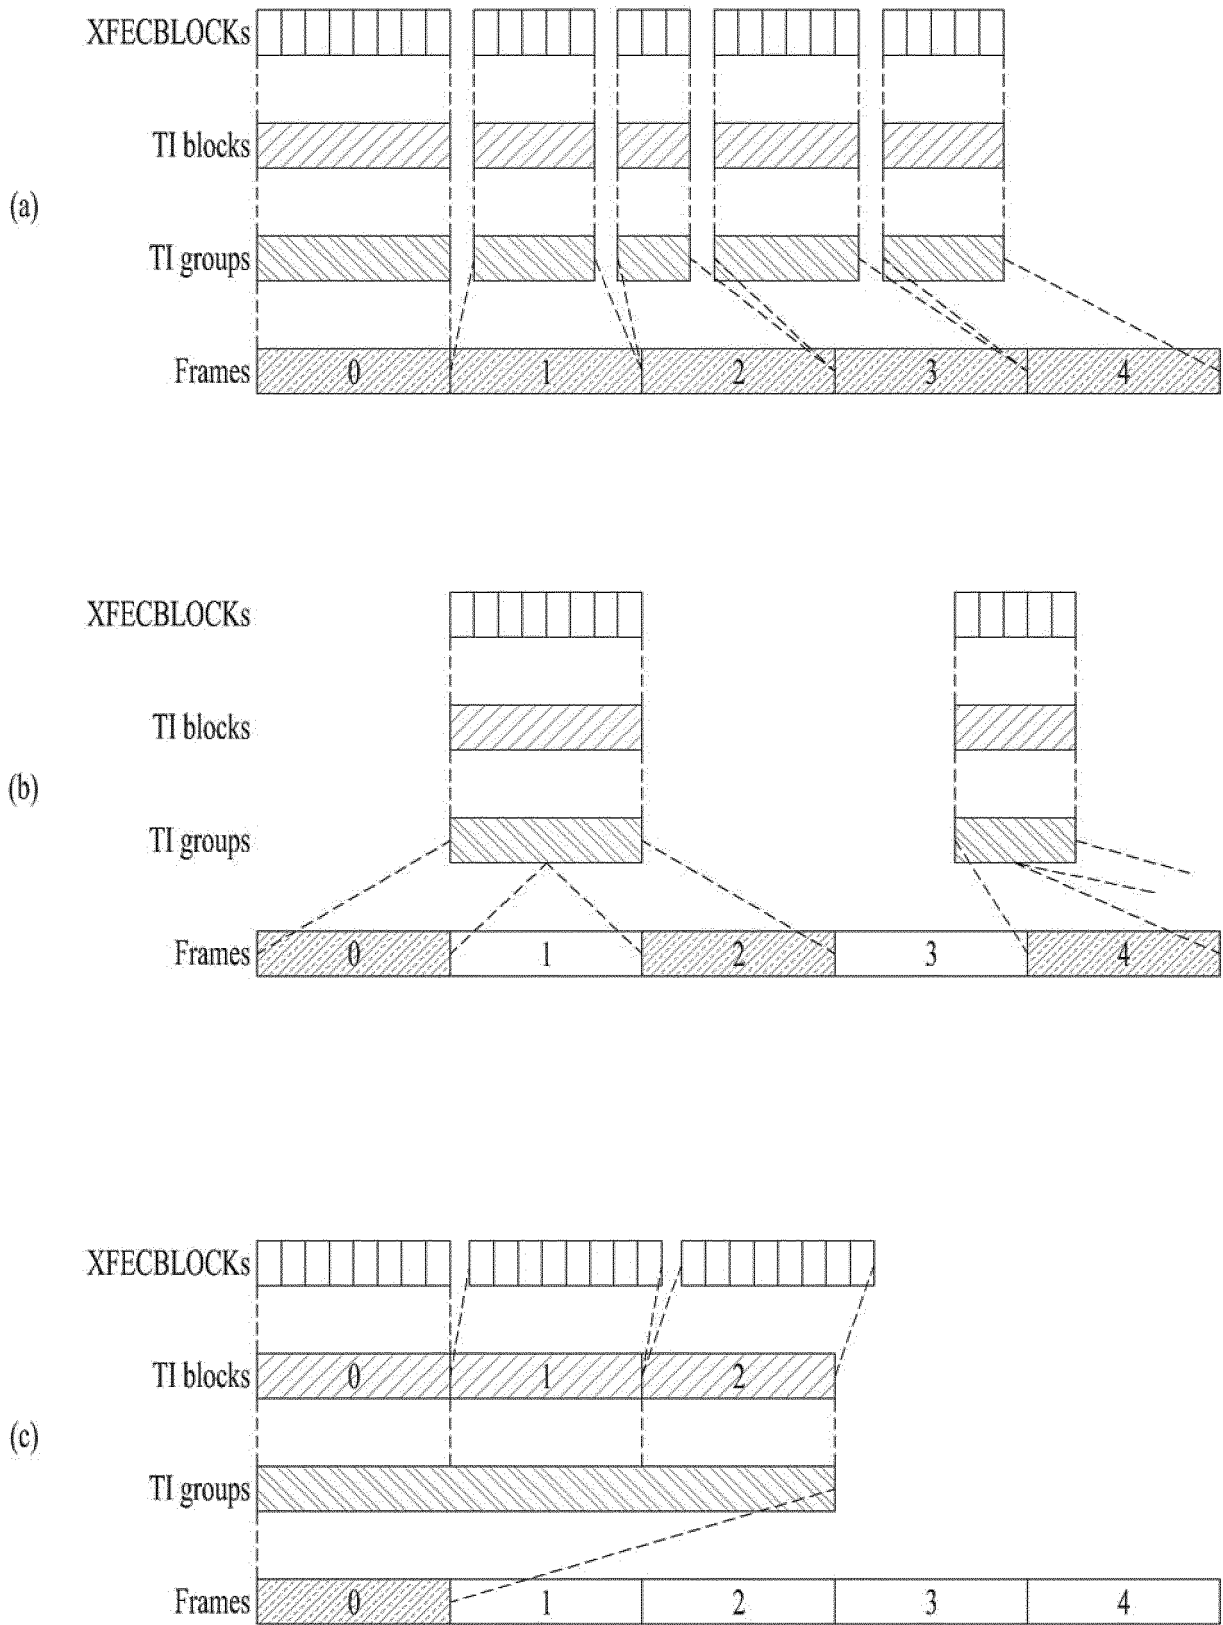 XFECBLOCKs
TI blocks
(a)
TI groups
Frames 0 1 2 3 4
XFECBLOCKs
TI blocks
(b)
TI groups
Frames 0 1 2 3 4
XFECBLOCKs
TI blocks 0 1 2
(c)
TI groups
Frames 0 1 2 3 4